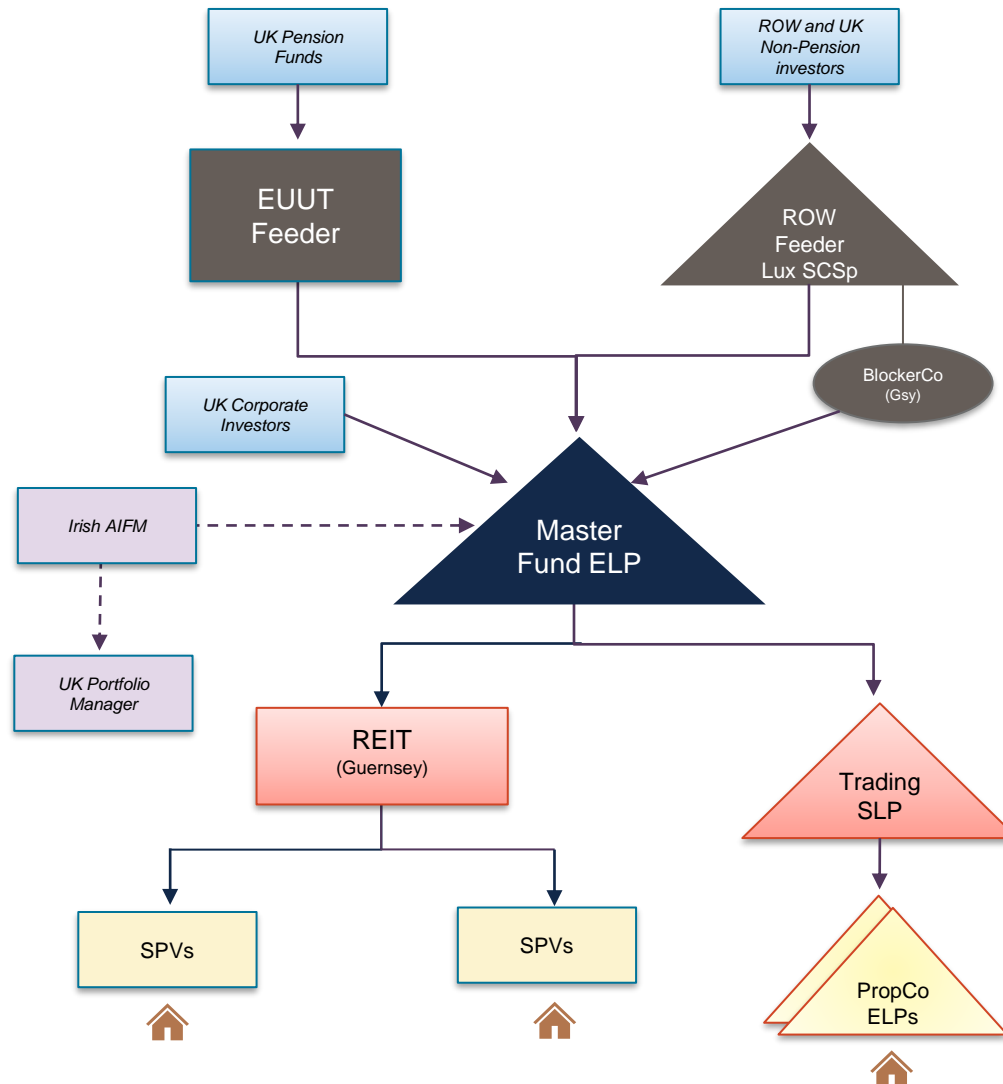 UK Pension
Funds
ROW and UK
Non-Pension
investors
EUUT
Feeder
ROW
Feeder
Lux SCSp
BlockerCo
(Gsy)
UK Corporate
Investors
Irish AIFM
Master
Fund ELP
UK Portfolio
Manager
REIT
(Guernsey)
Trading
SLP
SPVs
SPVs
PropCo
ELPs